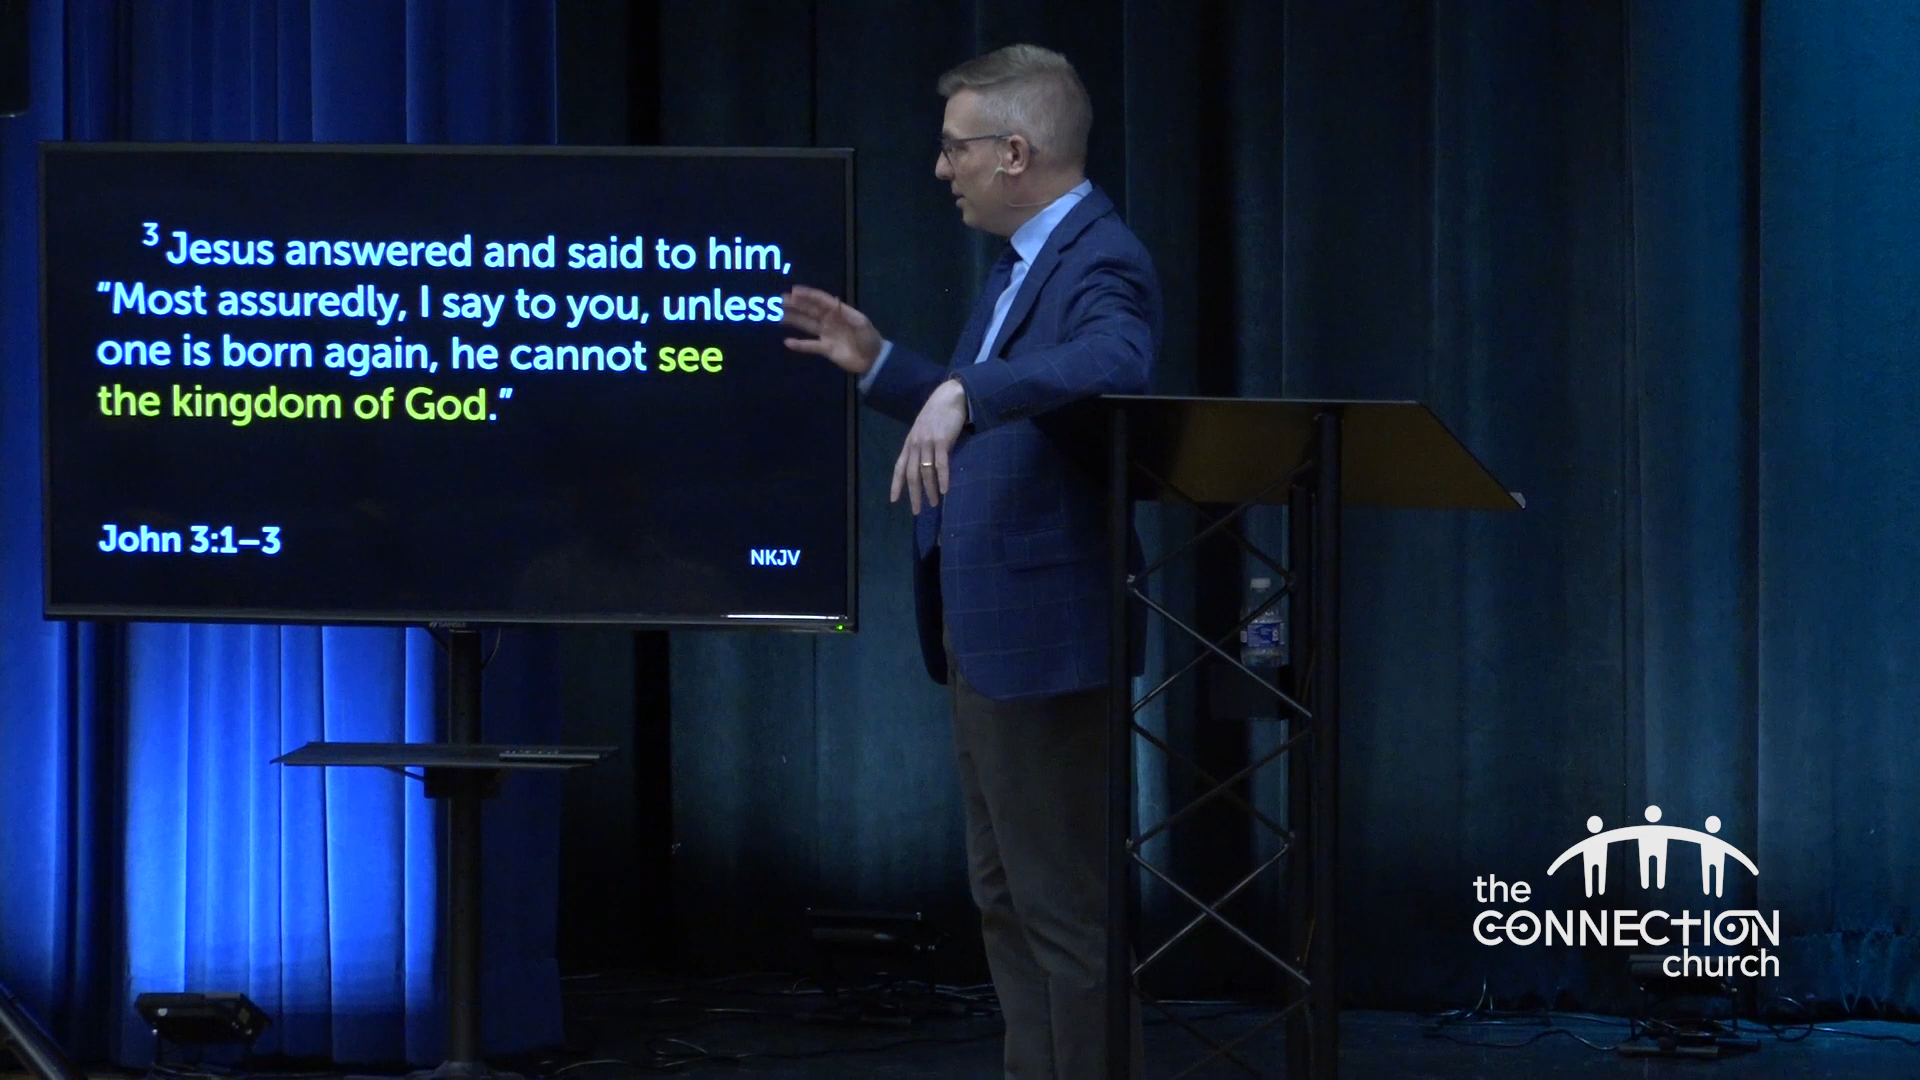 3 Jesus answered and said to him,
“Most assuredly, I say to you, unless
one is born again, he cannot see
the kingdom of God.”
John 3:1–3
NKJV
SANSUI
the
CONNECTION
church